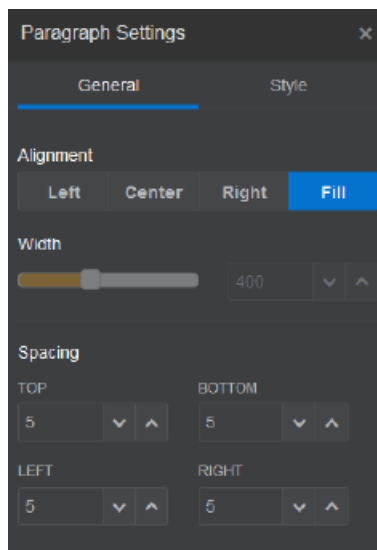 Paragraph Settings ×
General Style
Alignment
Left Center Right Fill
Width
400
Spacing
TOP BOTTOM
5 5
LEFT RIGHT
5 5